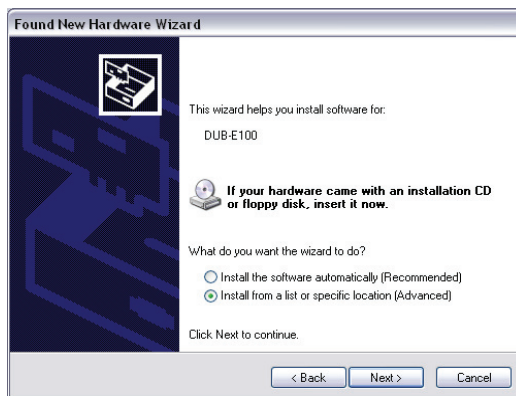 Found New Hardware Wizard
This wizard helps you install software for:
DUB-E100
If your hardware came with an installation CD
or floppy disk, insert it now.
What do you want the wizard to do?
Install the software automatically (Recommended)
Install from a list or specific location (Advanced)
Click Next to continue.
< Back Next > Cancel